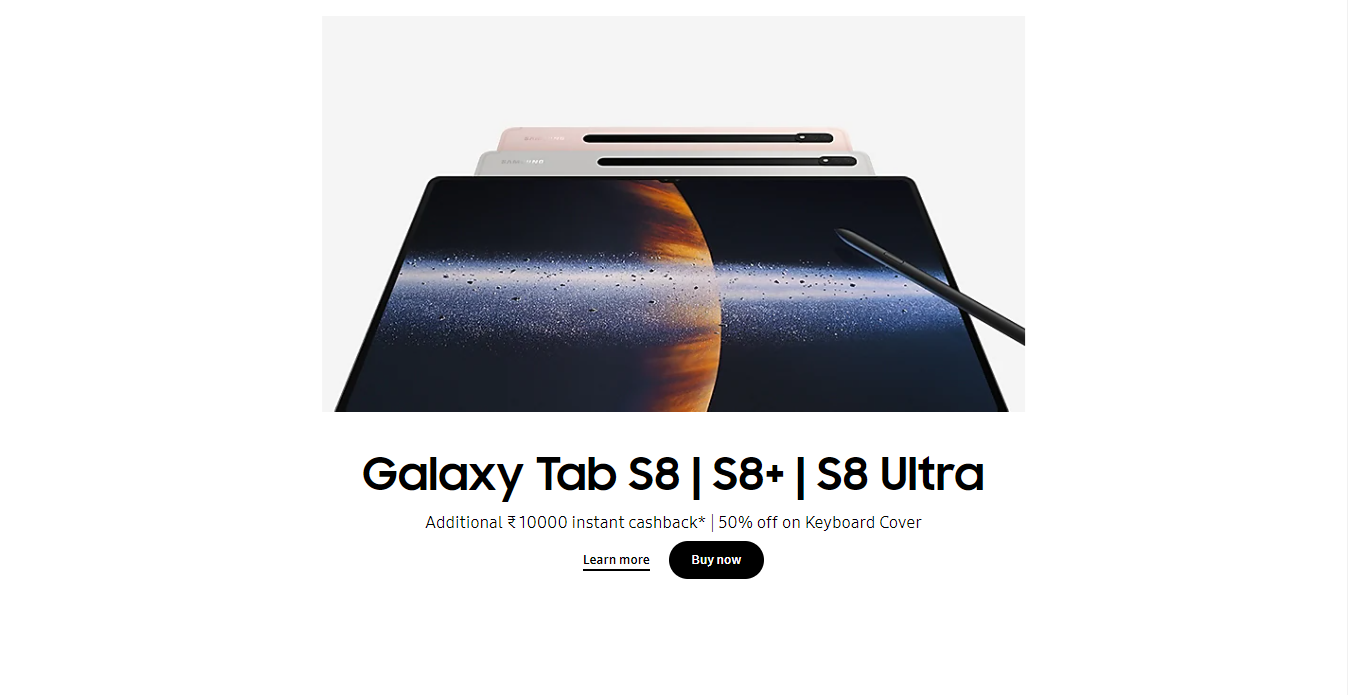 Galaxy Tab S8 | S8+ | S8 Ultra
Additional ₹ 10000 instant cashback* | 50% off on Keyboard Cover
Learn more
Buy now